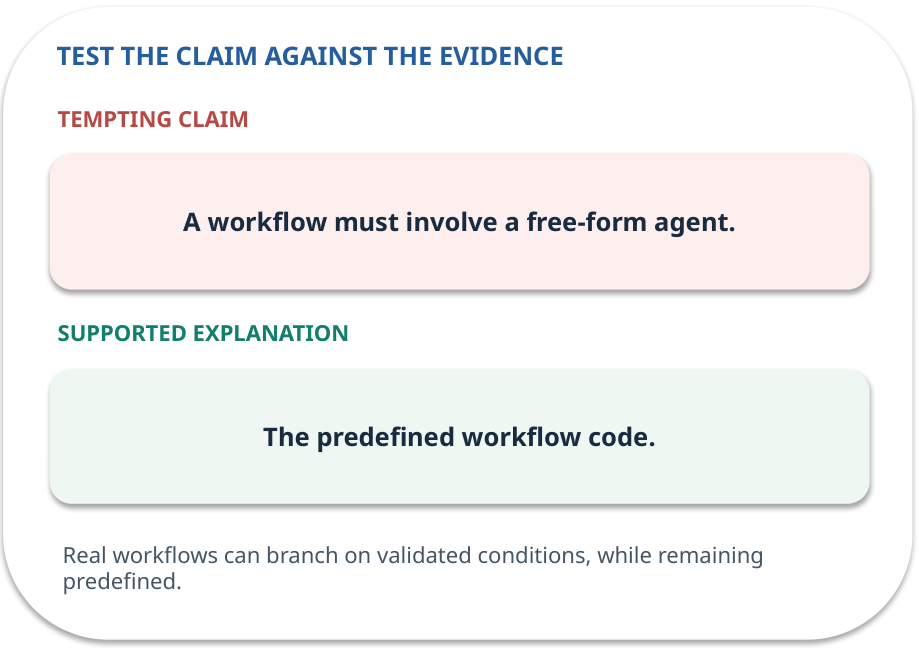 TEST THE CLAIM AGAINST THE EVIDENCE
TEMPTING CLAIM
A workflow must involve a free-form agent.
SUPPORTED EXPLANATION
The predefined workflow code.
Real workflows can branch on validated conditions, while remaining
predefined.